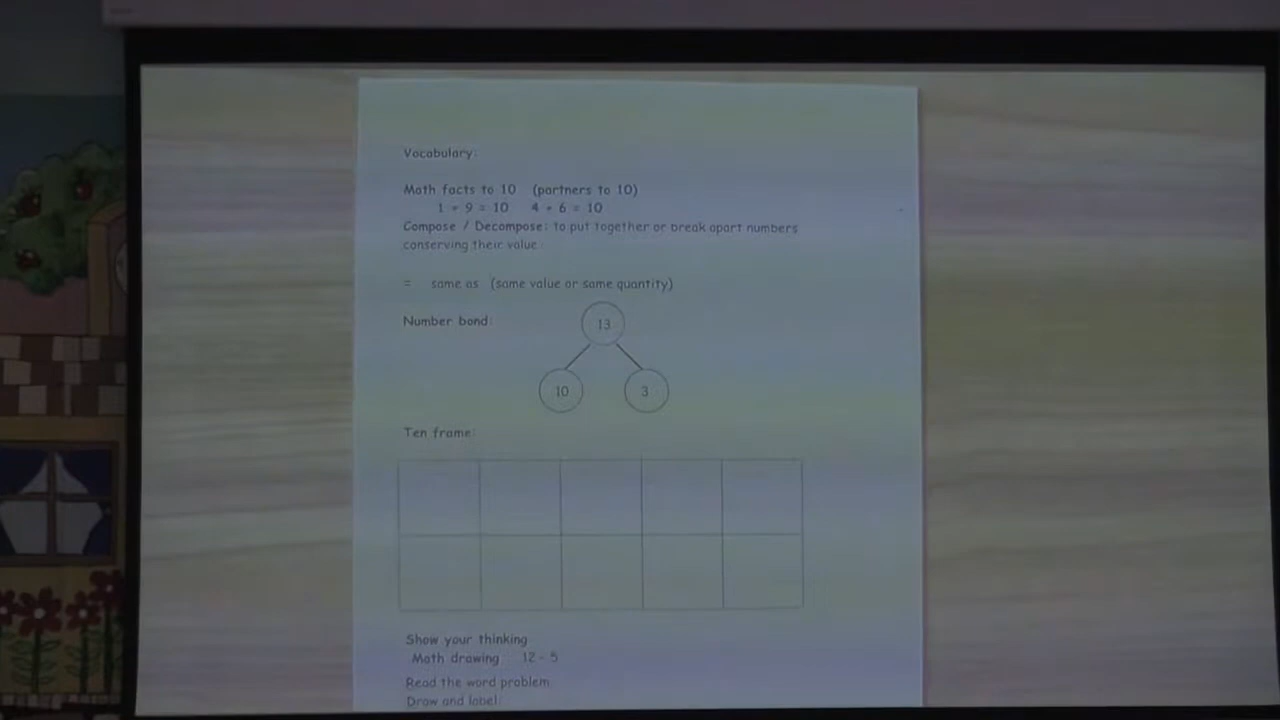 Vocabulary:
Math facts to 10 (partners to 10)
1 + 9 = 10 4 + 6 = 10
Compose / Decompose: to put together or break apart numbers
conserving their value.
= same as (same value or same quantity)
Number bond:
13
10 3
Ten frame:
Show your thinking
Math drawing 12 - 5
Read the word problem
Draw and label: